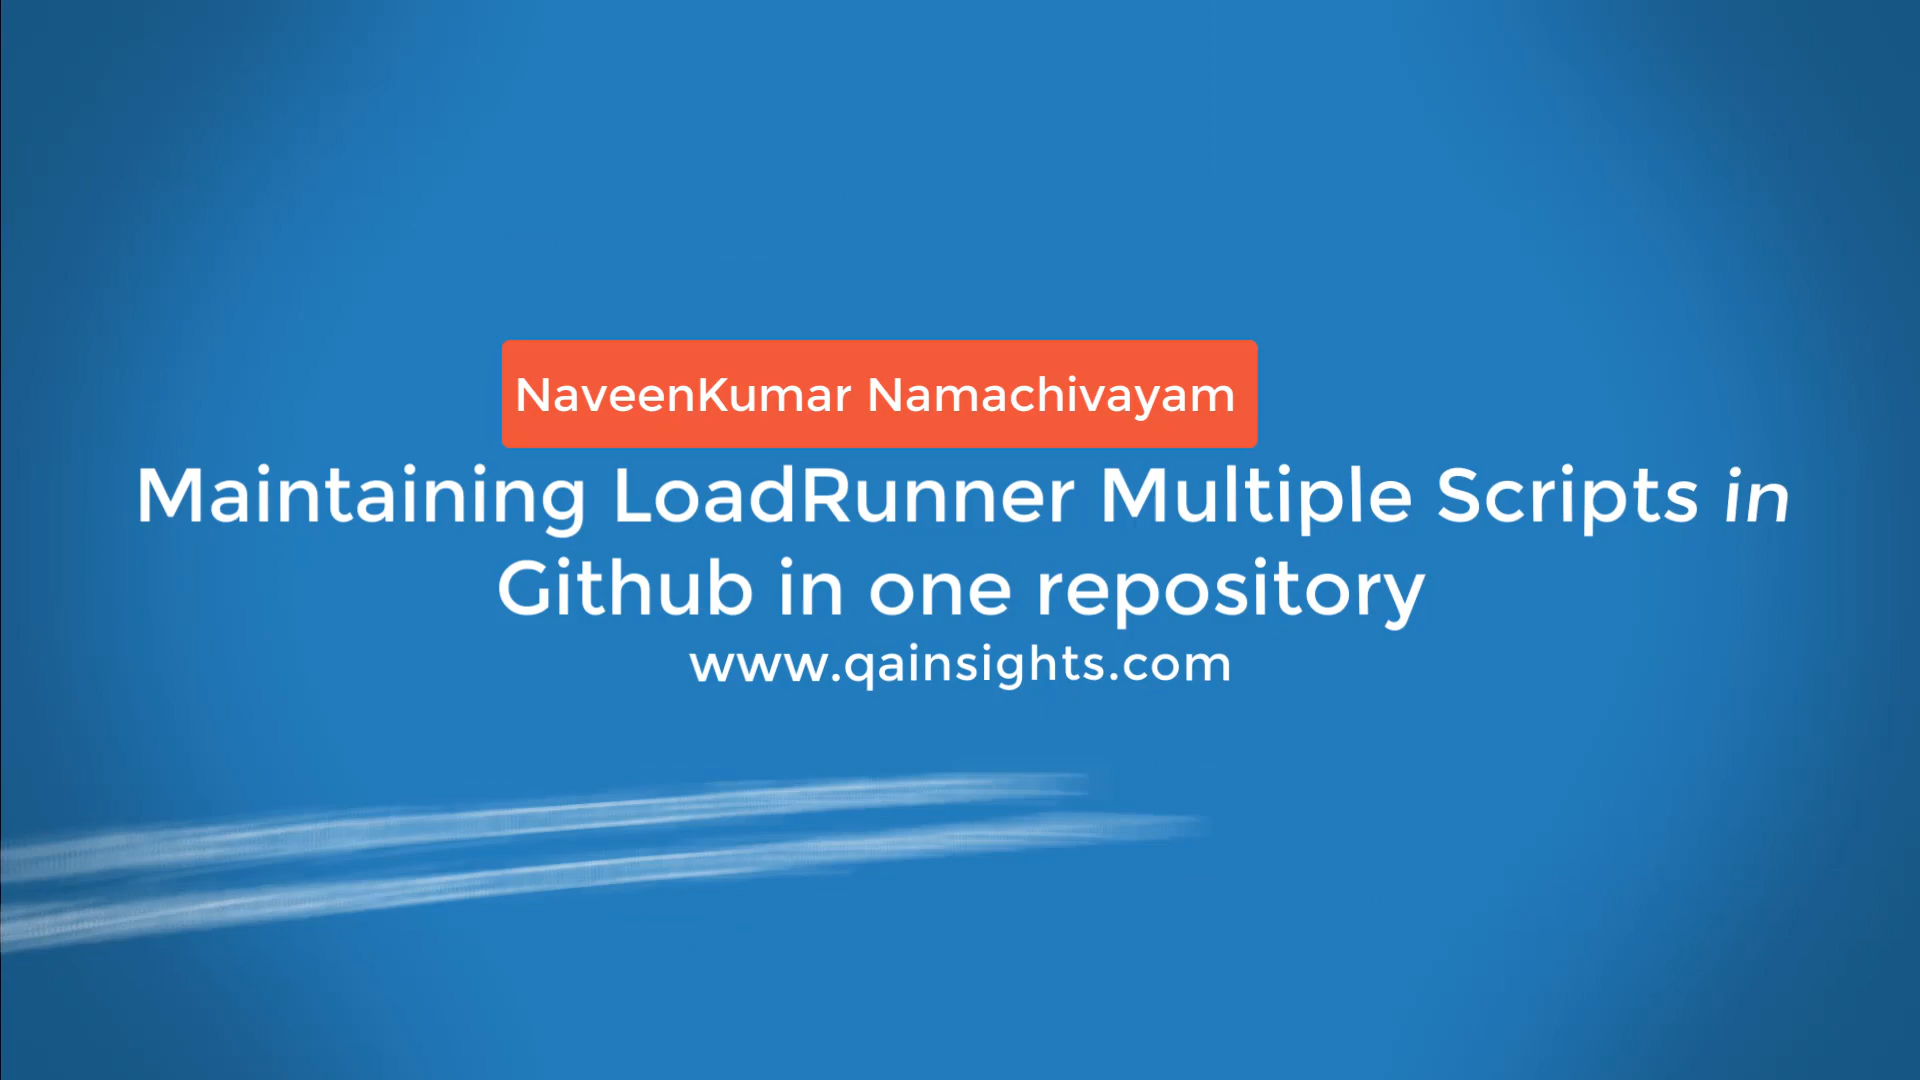 NaveenKumar Namachivayam
Maintaining LoadRunner Multiple Scripts in
Github in one repository
www.qainsights.com